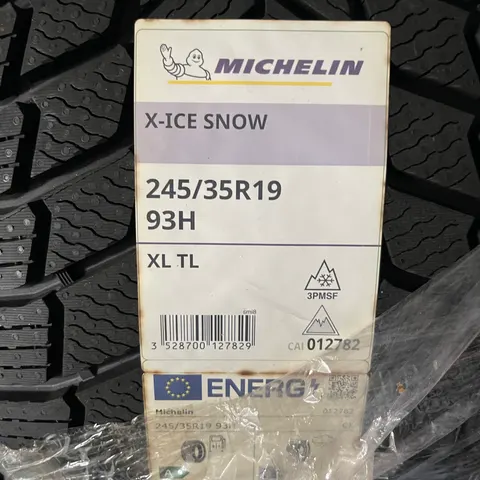 MICHELIN
X-ICE SNOW
245/35R19
93H
XL TL
3PMSF
3 528700 127829
CAI 012782
ENERG
Michelin 012782
245/35R19 93H